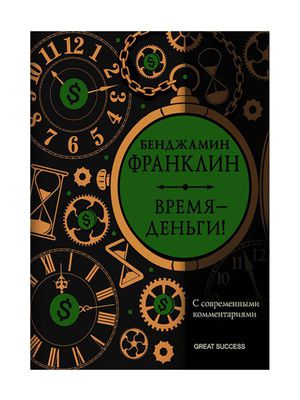 БЕНДЖАМИН
ФРАНКЛИН
ВРЕМЯ–
ДЕНЬГИ!
С современными
комментариями
GREAT SUCCESS